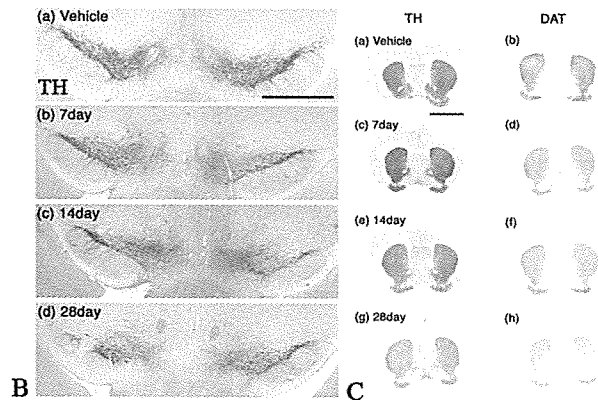 (a) Vehicle
TH
(b) 7day
(c) 14day
(d) 28day
B
TH
DAT
(a) Vehicle
(b)
(c) 7day
(d)
(e) 14day
(f)
(g) 28day
(h)
C